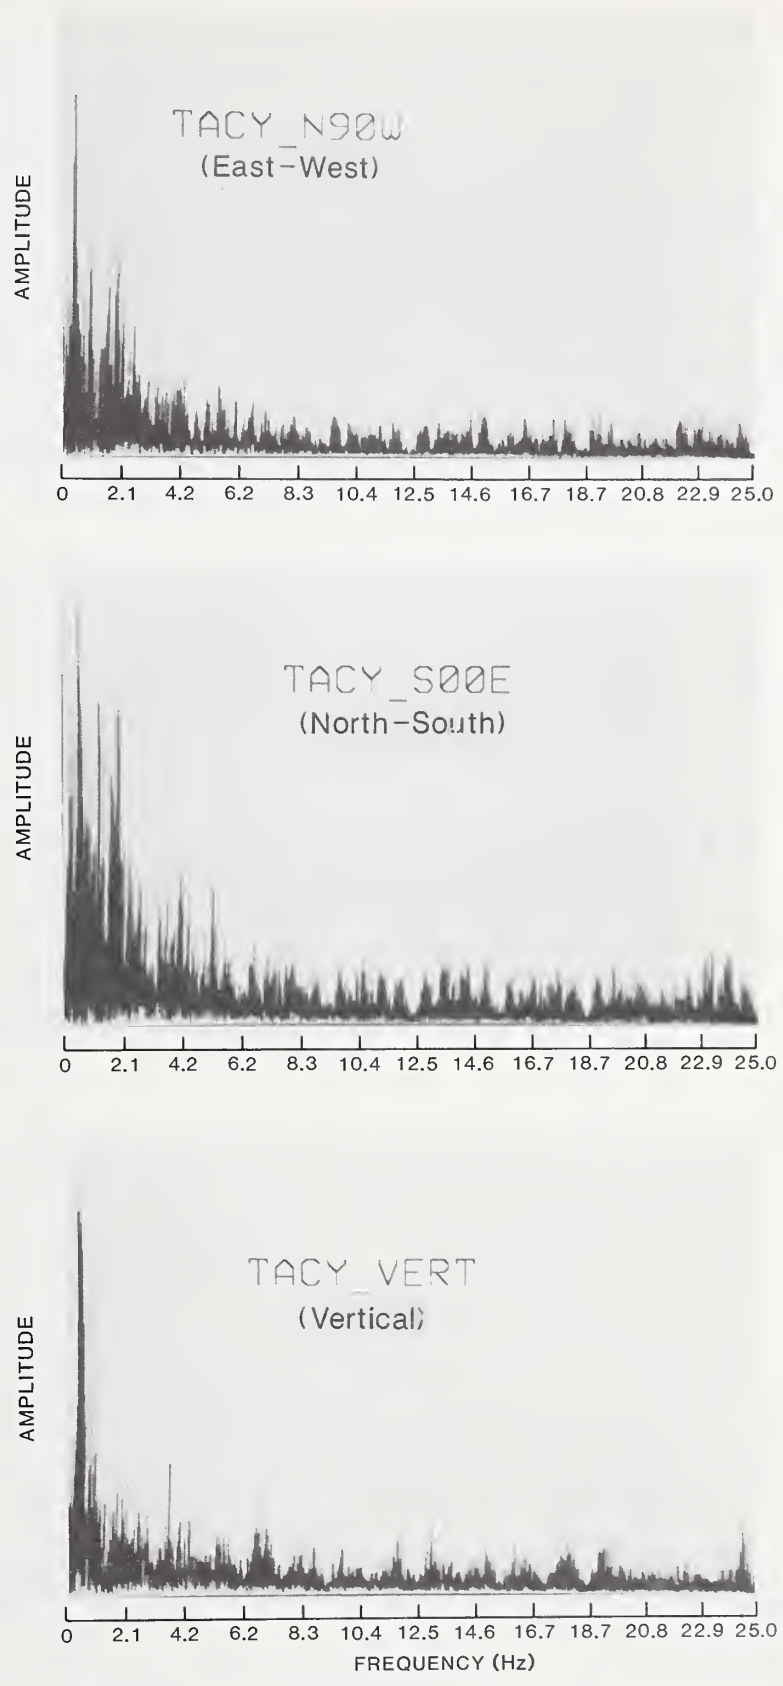 TACY_N90W
(East-West)
AMPLITUDE
0 2.1 4.2 6.2 8.3 10.4 12.5 14.6 16.7 18.7 20.8 22.9 25.0
TACY_S00E
(North-South)
AMPLITUDE
0 2.1 4.2 6.2 8.3 10.4 12.5 14.6 16.7 18.7 20.8 22.9 25.0
TACY_VERT
(Vertical)
AMPLITUDE
0 2.1 4.2 6.2 8.3 10.4 12.5 14.6 16.7 18.7 20.8 22.9 25.0
FREQUENCY (Hz)